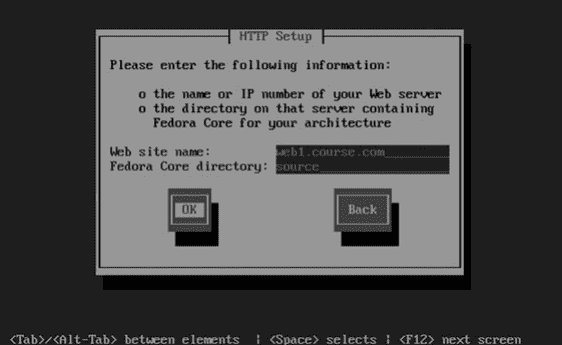 HTTP Setup
Please enter the following information:
o the name or IP number of your Web server
o the directory on that server containing
Fedora Core for your architecture
Web site name: web1.course.com
Fedora Core directory: source
OK Back
<Tab>/<Alt-Tab> between elements | <Space> selects | <F12> next screen